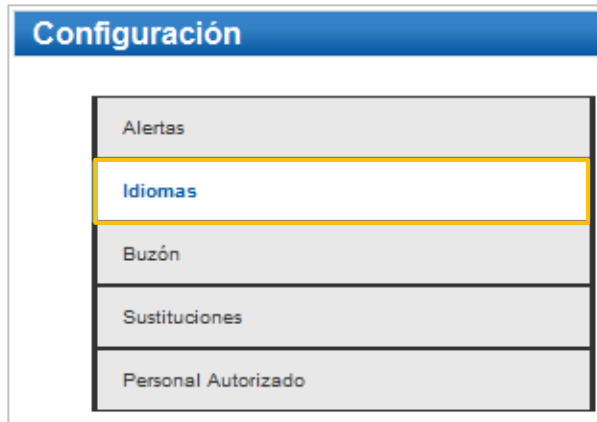 Configuración
Alertas
Idiomas
Buzón
Sustituciones
Personal Autorizado